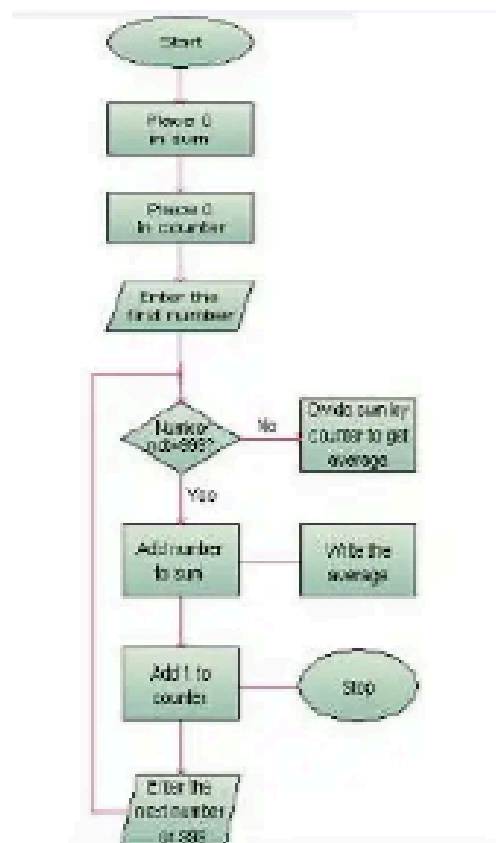 Start
Place 0
in sum
Place 0
in counter
Enter the
first number
Number
No
Divide sum by
counter to get
average
Yes
Add number
to sum
Write the
average
Add 1 to
counter
Stop
Enter the
next number
or 999